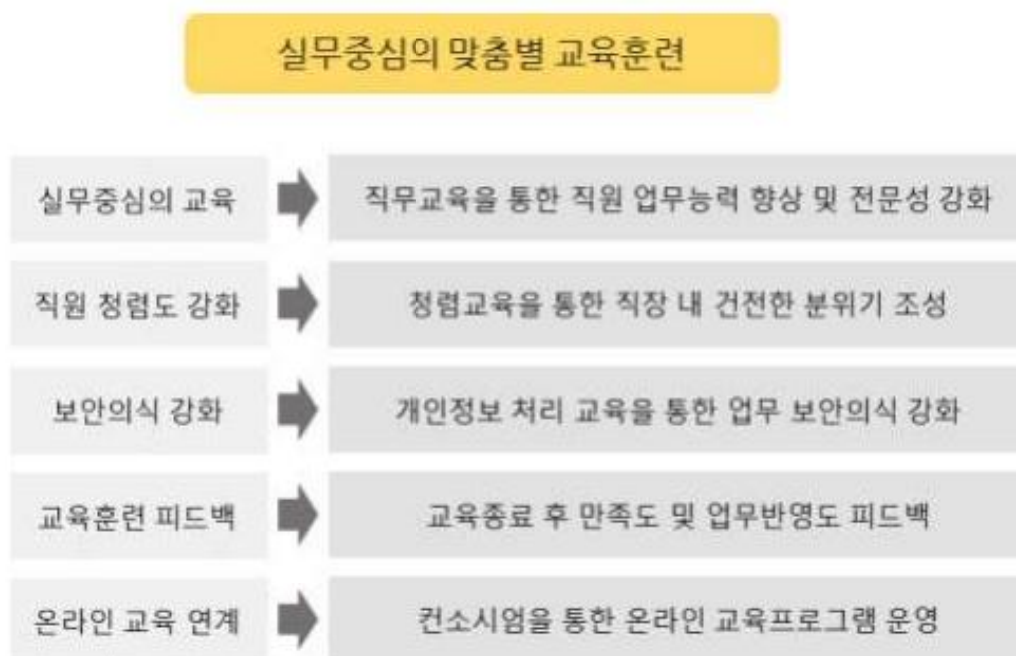 실무중심의 맞춤별 교육훈련
실무중심의 교육
직무교육을 통한 직원 업무능력 향상 및 전문성 강화
직원 청렴도 강화
청렴교육을 통한 직장 내 건전한 분위기 조성
보안의식 강화
개인정보 처리 교육을 통한 업무 보안의식 강화
교육훈련 피드백
교육종료 후 만족도 및 업무반영도 피드백
온라인 교육 연계
컨소시엄을 통한 온라인 교육프로그램 운영